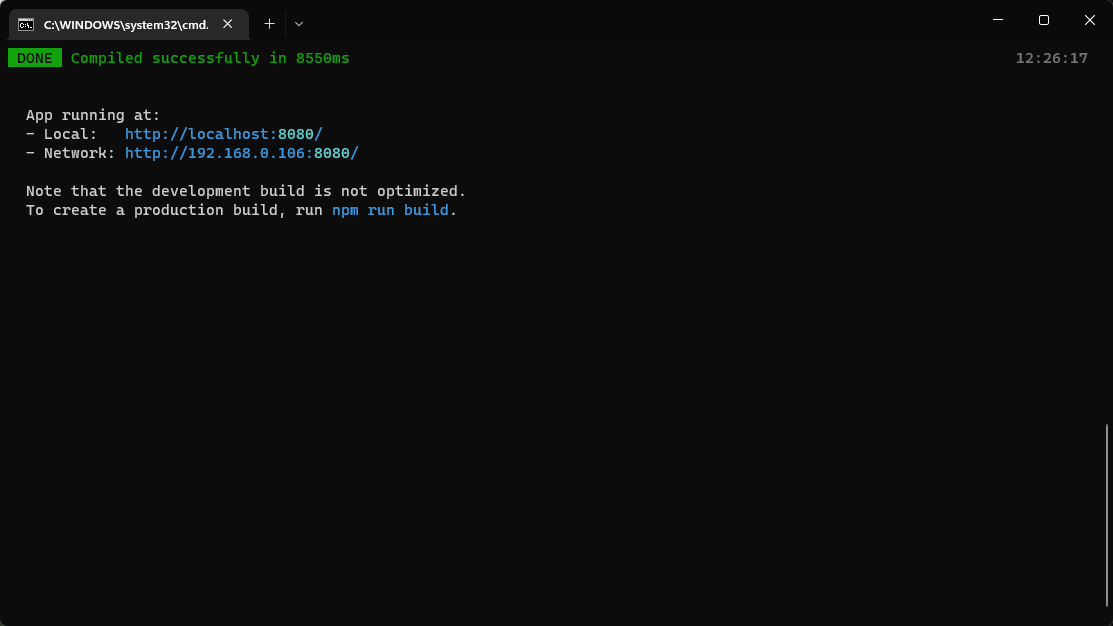 C:\WINDOWS\system32\cmd.
DONE Compiled successfully in 8550ms 12:26:17
App running at:
- Local: http://localhost:8080/
- Network: http://192.168.0.106:8080/
Note that the development build is not optimized.
To create a production build, run npm run build.